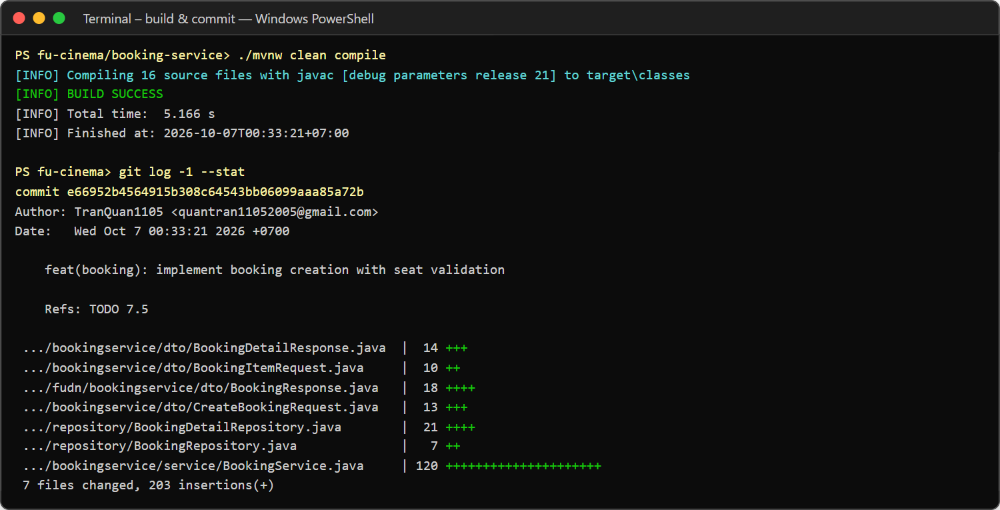 Terminal – build & commit — Windows PowerShell
PS fu-cinema/booking-service> ./mvnw clean compile
[INFO] Compiling 16 source files with javac [debug parameters release 21] to target\classes
[INFO] BUILD SUCCESS
[INFO] Total time:  5.166 s
[INFO] Finished at: 2026-10-07T00:33:21+07:00
PS fu-cinema> git log -1 --stat
commit e66952b4564915b308c64543bb06099aaa85a72b
Author: TranQuan1105 <quantran11052005@gmail.com>
Date:   Wed Oct 7 00:33:21 2026 +0700
feat(booking): implement booking creation with seat validation
Refs: TODO 7.5
.../bookingservice/dto/BookingDetailResponse.java  |  14 +++
.../bookingservice/dto/BookingItemRequest.java     |  10 ++
.../fudn/bookingservice/dto/BookingResponse.java   |  18 ++++
.../bookingservice/dto/CreateBookingRequest.java   |  13 +++
.../repository/BookingDetailRepository.java        |  21 ++++
.../repository/BookingRepository.java              |   7 ++
.../bookingservice/service/BookingService.java     | 120 +++++++++++++++++++++
7 files changed, 203 insertions(+)